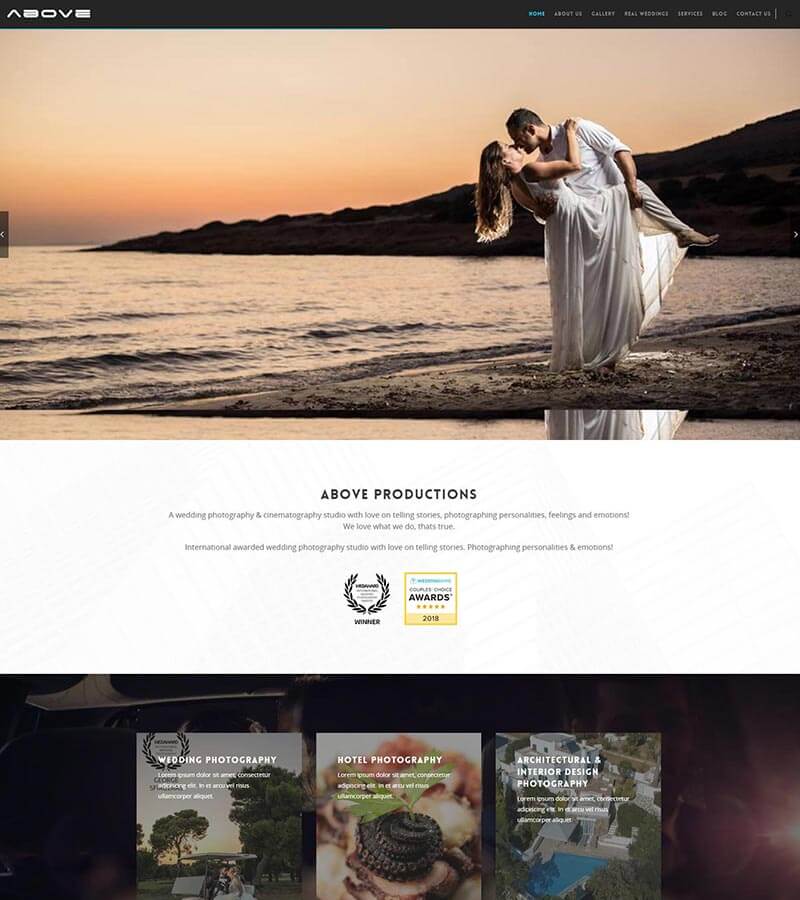 ABOVE
HOME ABOUT US GALLERY REAL WEDDINGS SERVICES BLOG CONTACT US
ABOVE PRODUCTIONS
A wedding photography & cinematography studio with love on telling stories, photographing personalities, feelings and emotions!
We love what we do, thats true.
International awarded wedding photography studio with love on telling stories. Photographing personalities & emotions!
WINNER
WEDDINGWIRE
COUPLES' CHOICE
AWARDS
2018
WEDDING PHOTOGRAPHY
Lorem ipsum dolor sit amet, consectetur
adipiscing elit. In et arcu vel risus
ullamcorper aliquet.
HOTEL PHOTOGRAPHY
Lorem ipsum dolor sit amet, consectetur
adipiscing elit. In et arcu vel risus
ullamcorper aliquet.
ARCHITECTURAL &
INTERIOR DESIGN
PHOTOGRAPHY
Lorem ipsum dolor sit amet, consectetur
adipiscing elit. In et arcu vel risus
ullamcorper aliquet.